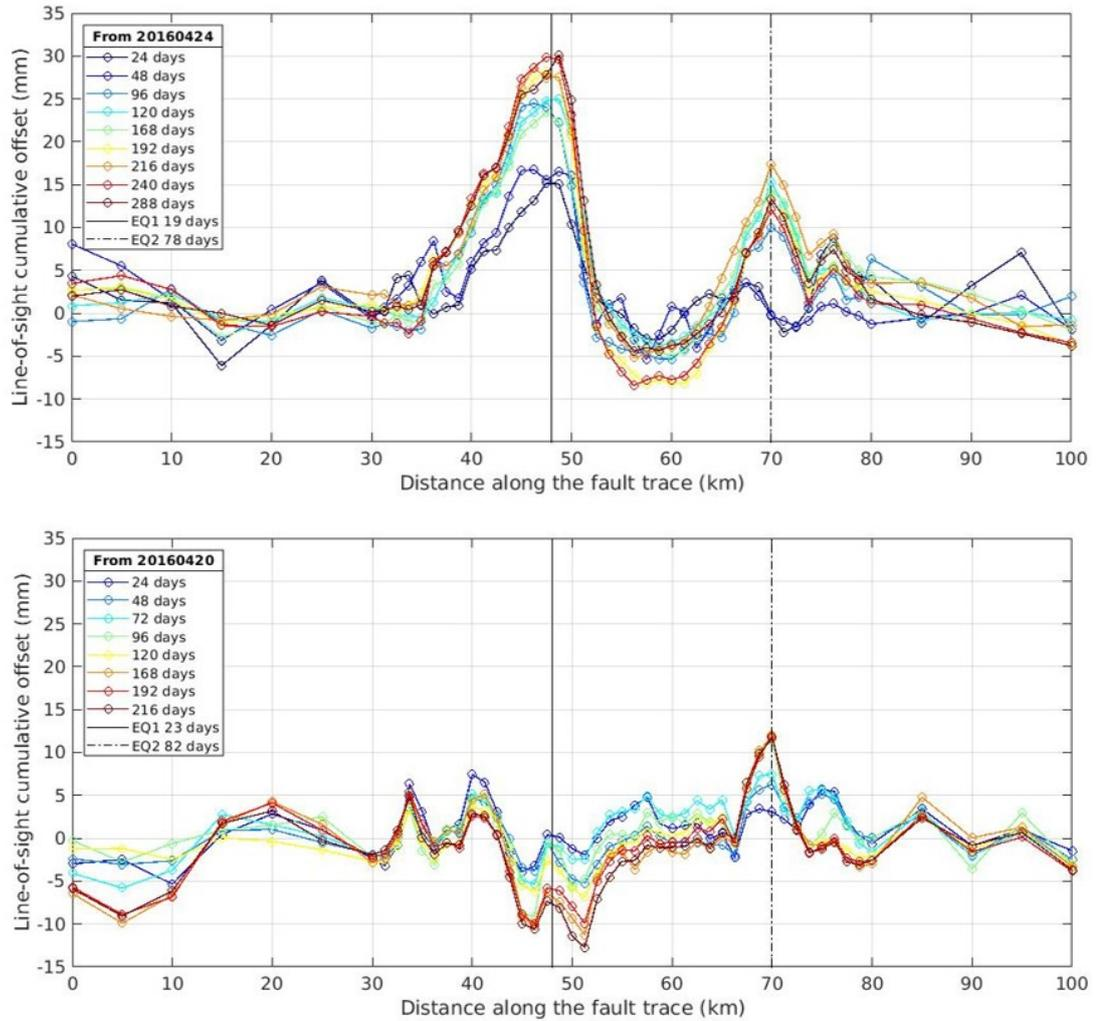 35
30
25
20
15
10
5
0
-5
-10
-15
Line-of-sight cumulative offset (mm)
From 20160424
24 days
48 days
96 days
120 days
168 days
192 days
216 days
240 days
288 days
EQ1 19 days
EQ2 78 days
0 10 20 30 40 50 60 70 80 90 100
Distance along the fault trace (km)
35
30
25
20
15
10
5
0
-5
-10
-15
Line-of-sight cumulative offset (mm)
From 20160420
24 days
48 days
72 days
96 days
120 days
168 days
192 days
216 days
EQ1 23 days
EQ2 82 days
0 10 20 30 40 50 60 70 80 90 100
Distance along the fault trace (km)